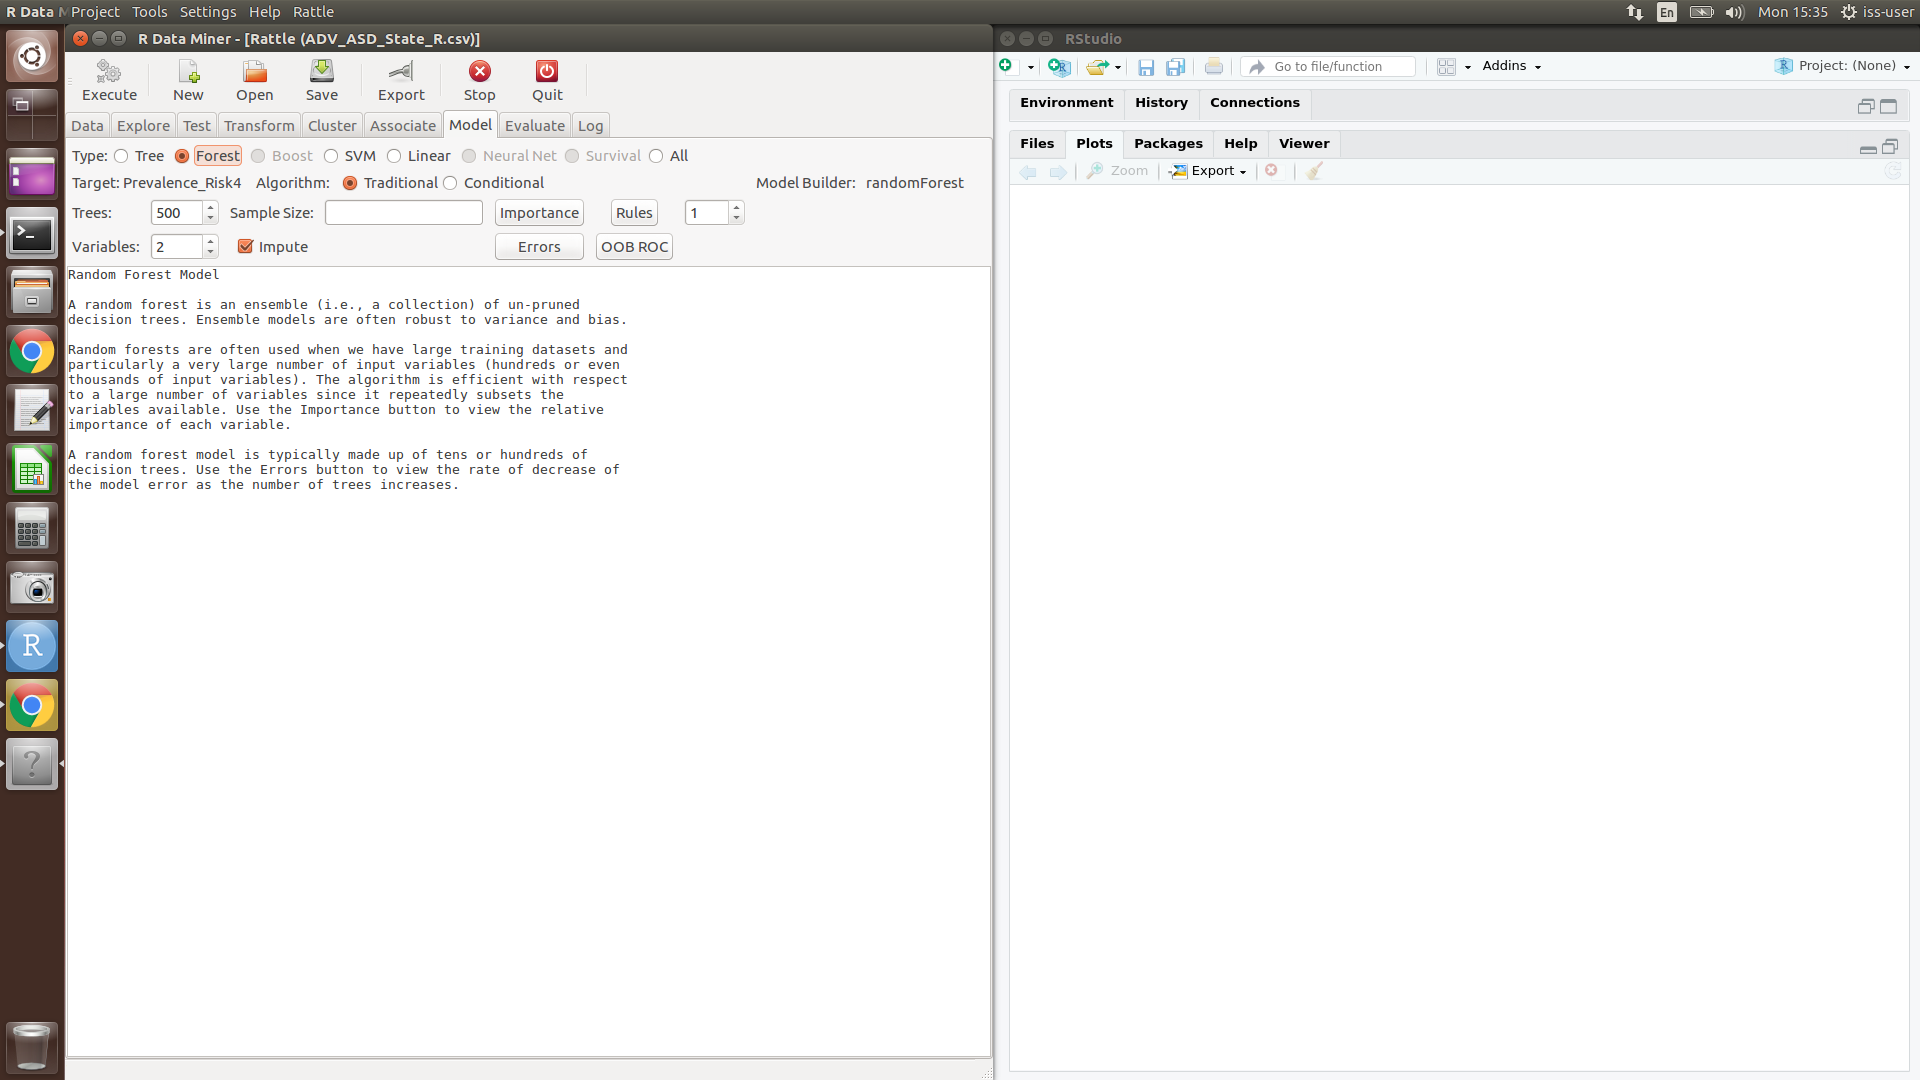 R Data M Project Tools Settings Help Rattle
En Mon 15:35 iss-user
R Data Miner - [Rattle (ADV_ASD_State_R.csv)]
Execute New Open Save Export Stop Quit
Data Explore Test Transform Cluster Associate Model Evaluate Log
Type: Tree Forest Boost SVM Linear Neural Net Survival All
Target: Prevalence_Risk4 Algorithm: Traditional Conditional Model Builder: randomForest
Trees: 500 Sample Size: Importance Rules 1
Variables: 2 Impute Errors OOB ROC
Random Forest Model
A random forest is an ensemble (i.e., a collection) of un-pruned
decision trees. Ensemble models are often robust to variance and bias.
Random forests are often used when we have large training datasets and
particularly a very large number of input variables (hundreds or even
thousands of input variables). The algorithm is efficient with respect
to a large number of variables since it repeatedly subsets the
variables available. Use the Importance button to view the relative
importance of each variable.
A random forest model is typically made up of tens or hundreds of
decision trees. Use the Errors button to view the rate of decrease of
the model error as the number of trees increases.
RStudio
Go to file/function Addins Project: (None)
Environment History Connections
Files Plots Packages Help Viewer
Zoom Export
R
?